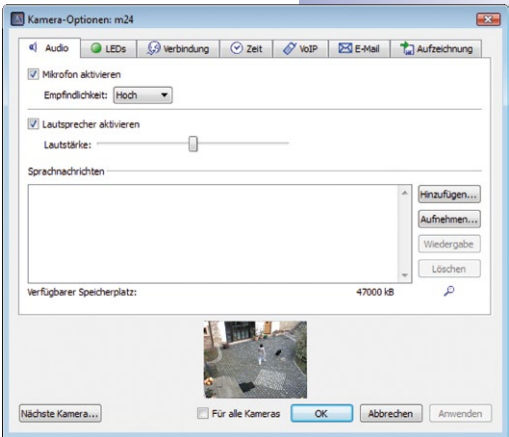 Kamera-Optionen: m24
Audio LEDs Verbindung Zeit VoIP E-Mail Aufzeichnung
Mikrofon aktivieren
Empfindlichkeit: Hoch
Lautsprecher aktivieren
Lautstärke:
Sprachnachrichten
Hinzufügen...
Aufnehmen...
Wiedergabe
Löschen
Verfügbarer Speicherplatz: 47000 kB
Nächste Kamera... Für alle Kameras OK Abbrechen Anwenden